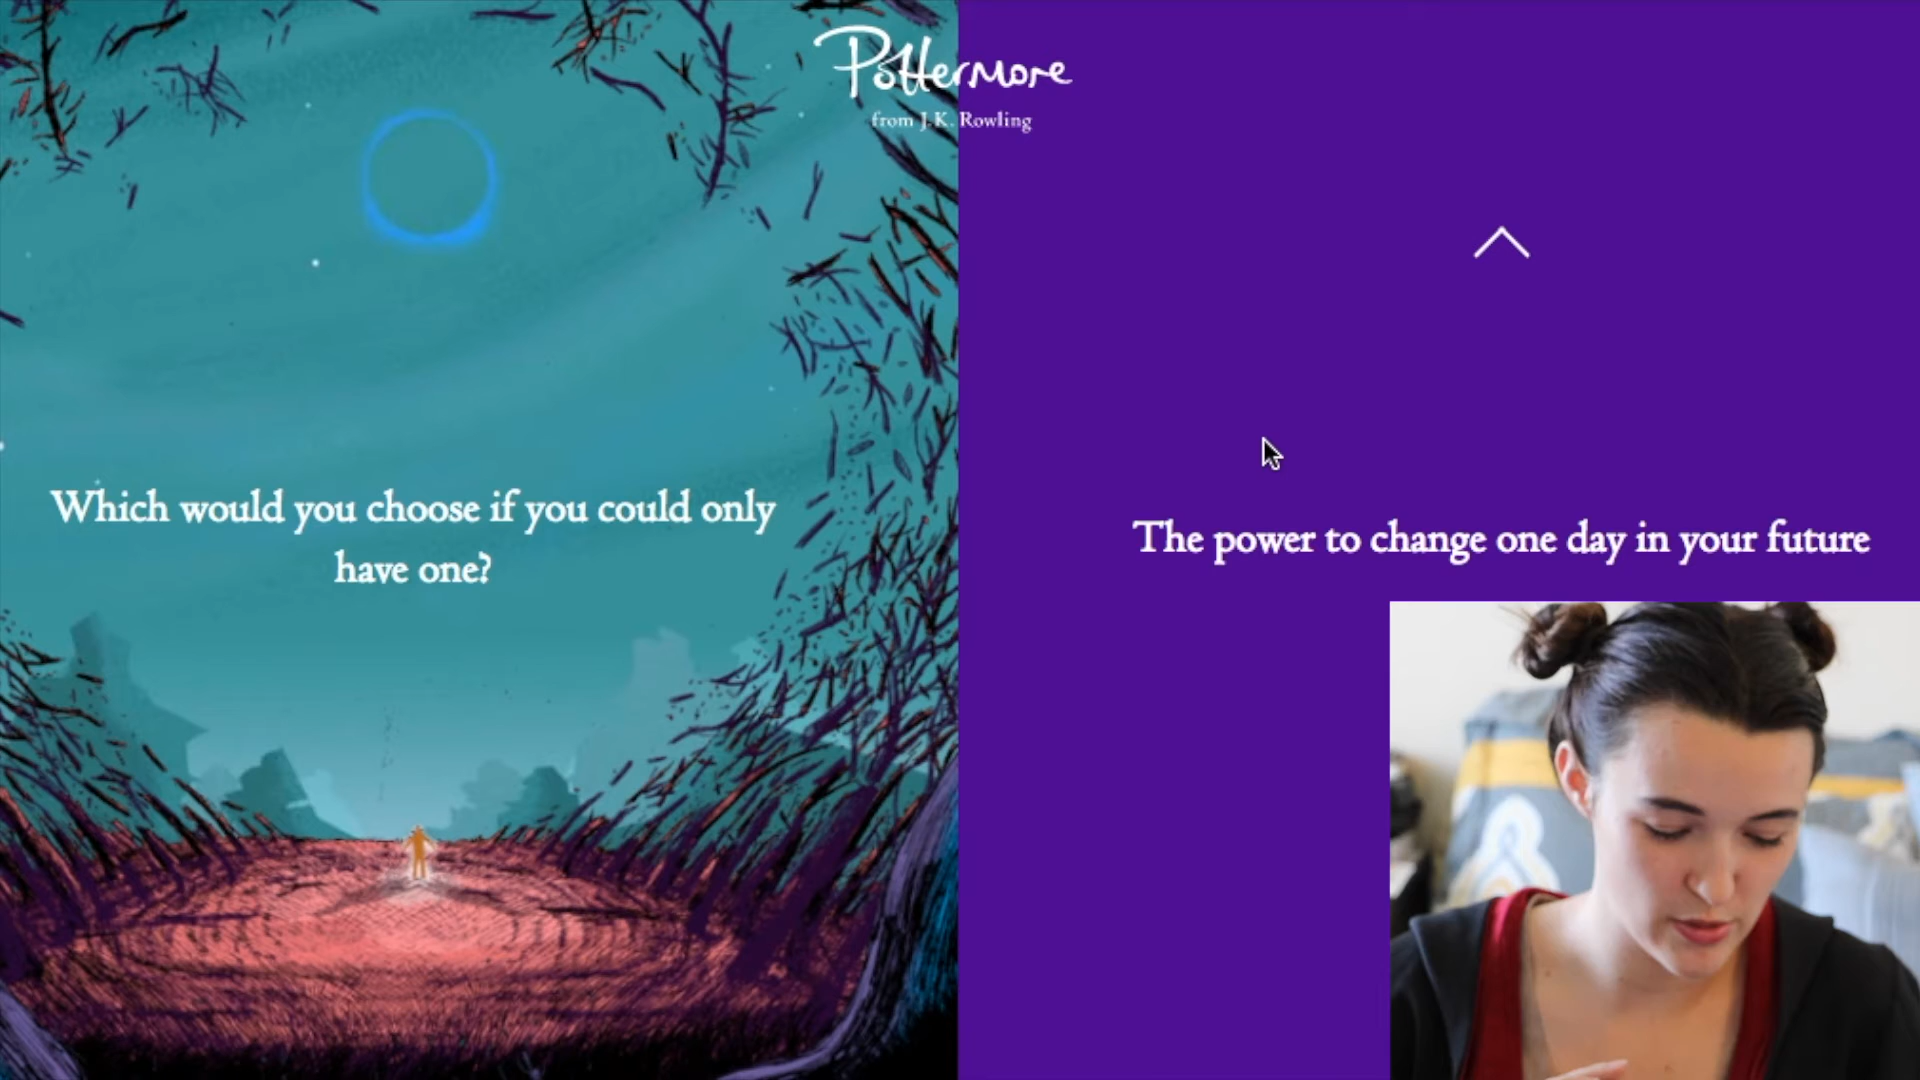 Pottermore
from J.K. Rowling
Which would you choose if you could only
have one?
The power to change one day in your future